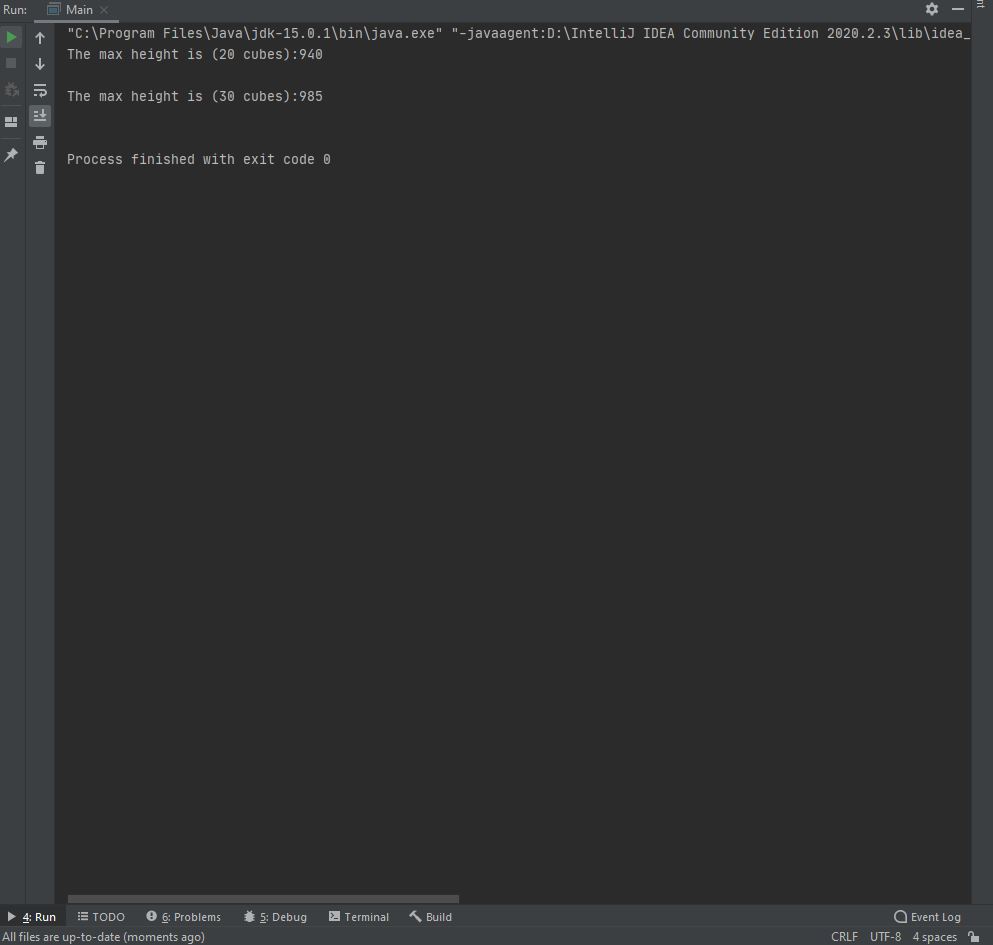 Run: Main
"C:\Program Files\Java\jdk-15.0.1\bin\java.exe" "-javaagent:D:\IntelliJ IDEA Community Edition 2020.2.3\lib\idea_
The max height is (20 cubes):940
The max height is (30 cubes):985
Process finished with exit code 0
4: Run TODO 6: Problems 5: Debug Terminal Build Event Log
All files are up-to-date (moments ago) CRLF UTF-8 4 spaces